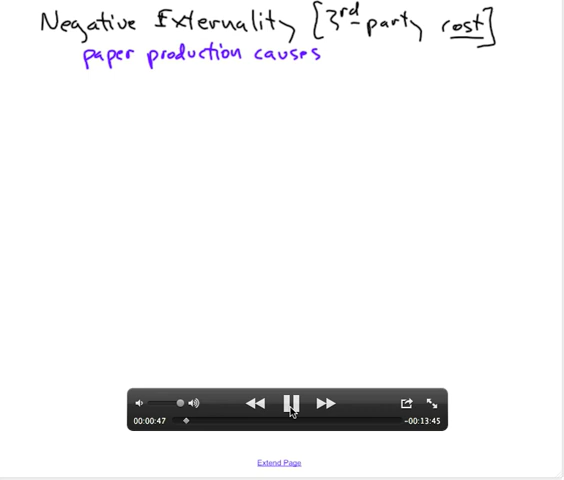 Negative Externality [3rd party cost]
paper production causes
00:00:47
-00:13:45
Extend Page